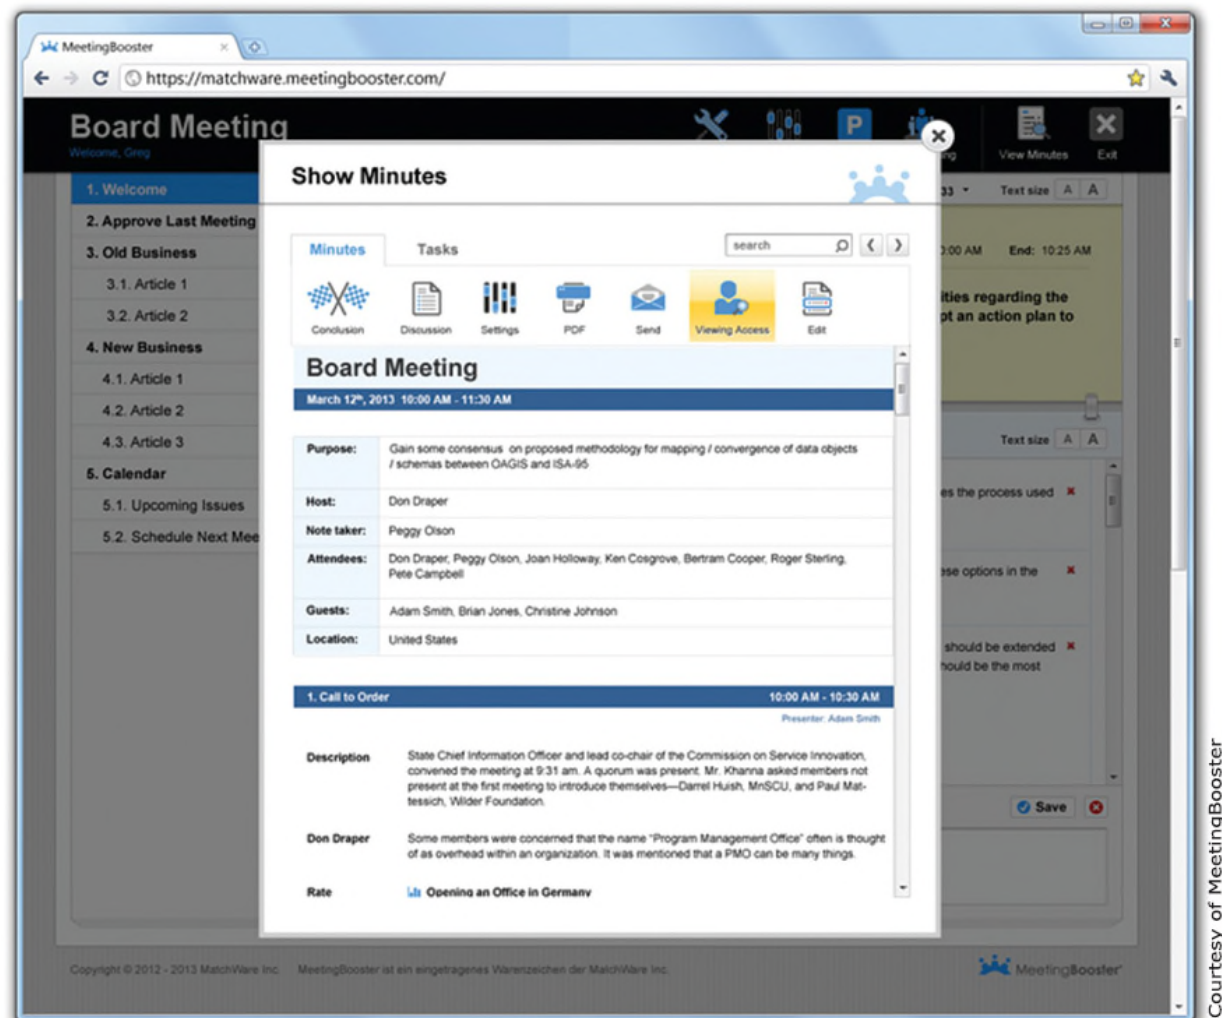 MeetingBooster
https://matchware.meetingbooster.com/
Board Meeting
Welcome, Greg
View Minutes
Exit
1. Welcome
2. Approve Last Meeting
3. Old Business
3.1. Article 1
3.2. Article 2
4. New Business
4.1. Article 1
4.2. Article 2
4.3. Article 3
5. Calendar
5.1. Upcoming Issues
5.2. Schedule Next Mee
Show Minutes
Minutes Tasks
search
Conclusion Discussion Settings PDF Send Viewing Access Edit
Board Meeting
March 12th, 2013 10:00 AM - 11:30 AM
Purpose: Gain some consensus on proposed methodology for mapping / convergence of data objects
/ schemas between OAGIS and ISA-95
Host: Don Draper
Note taker: Peggy Olson
Attendees: Don Draper, Peggy Olson, Joan Holloway, Ken Cosgrove, Bertram Cooper, Roger Sterling,
Pete Campbell
Guests: Adam Smith, Brian Jones, Christine Johnson
Location: United States
1. Call to Order 10:00 AM - 10:30 AM
Presenter: Adam Smith
Description State Chief Information Officer and lead co-chair of the Commission on Service Innovation,
convened the meeting at 9:31 am. A quorum was present. Mr. Khanna asked members not
present at the first meeting to introduce themselves—Darrel Huish, MnSCU, and Paul Mat-
tessich, Wilder Foundation.
Don Draper Some members were concerned that the name "Program Management Office" often is thought
of as overhead within an organization. It was mentioned that a PMO can be many things.
Rate Opening an Office in Germany
33 Text size A A
0:00 AM End: 10:25 AM
ities regarding the
pt an action plan to
Text size A A
es the process used
ese options in the
should be extended
hould be the most
Save
Copyright © 2012 - 2013 MatchWare Inc. MeetingBooster ist ein eingetragenes Warenzeichen der MatchWare Inc.
MeetingBooster
Courtesy of MeetingBooster